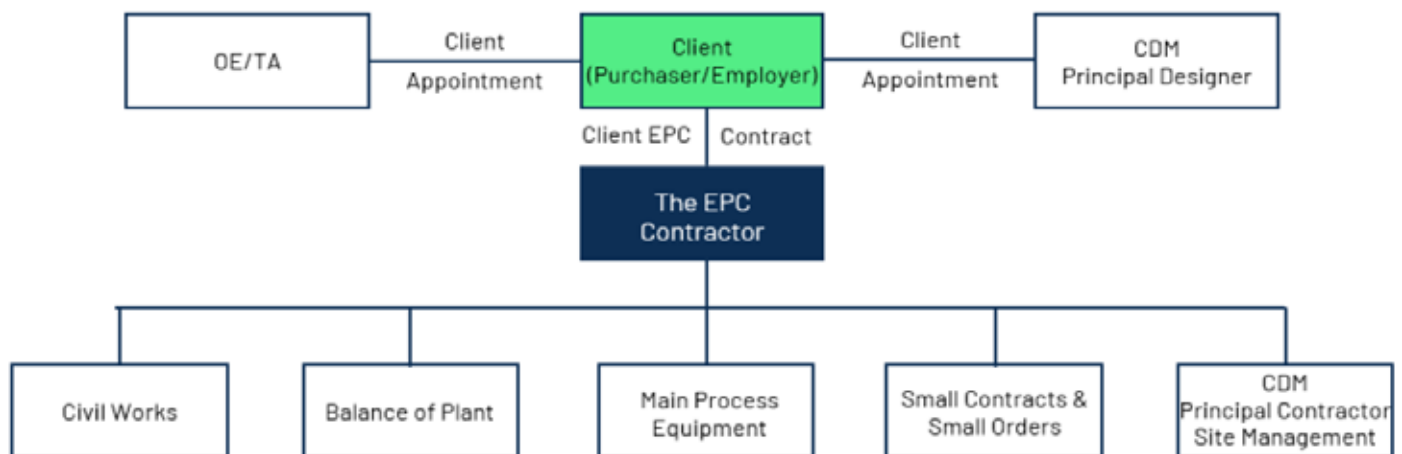 OE/TA
Client
Appointment
Client
(Purchaser/Employer)
Client
Appointment
CDM
Principal Designer
Client EPC Contract
The EPC
Contractor
Civil Works
Balance of Plant
Main Process
Equipment
Small Contracts &
Small Orders
CDM
Principal Contractor
Site Management